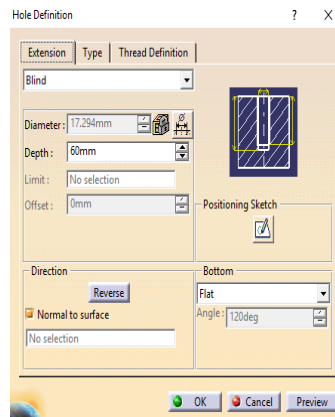 Hole Definition ? X
Extension Type Thread Definition
Blind
Diameter : 17.294mm
Depth : 60mm
Limit : No selection
Offset : 0mm
Positioning Sketch
Direction
Reverse
Normal to surface
No selection
Bottom
Flat
Angle : 120deg
OK Cancel Preview